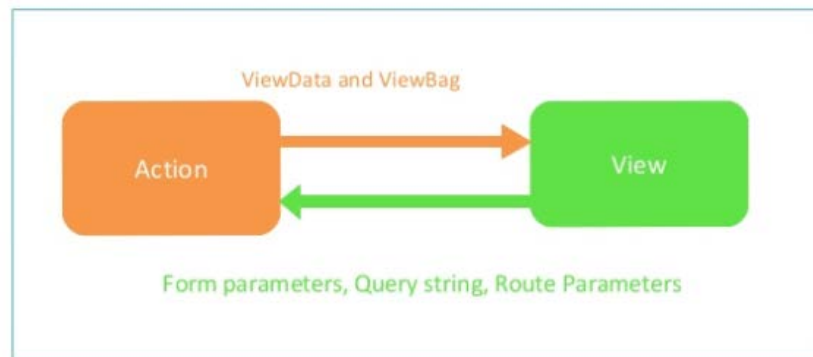 ViewData and ViewBag
Action
View
Form parameters, Query string, Route Parameters